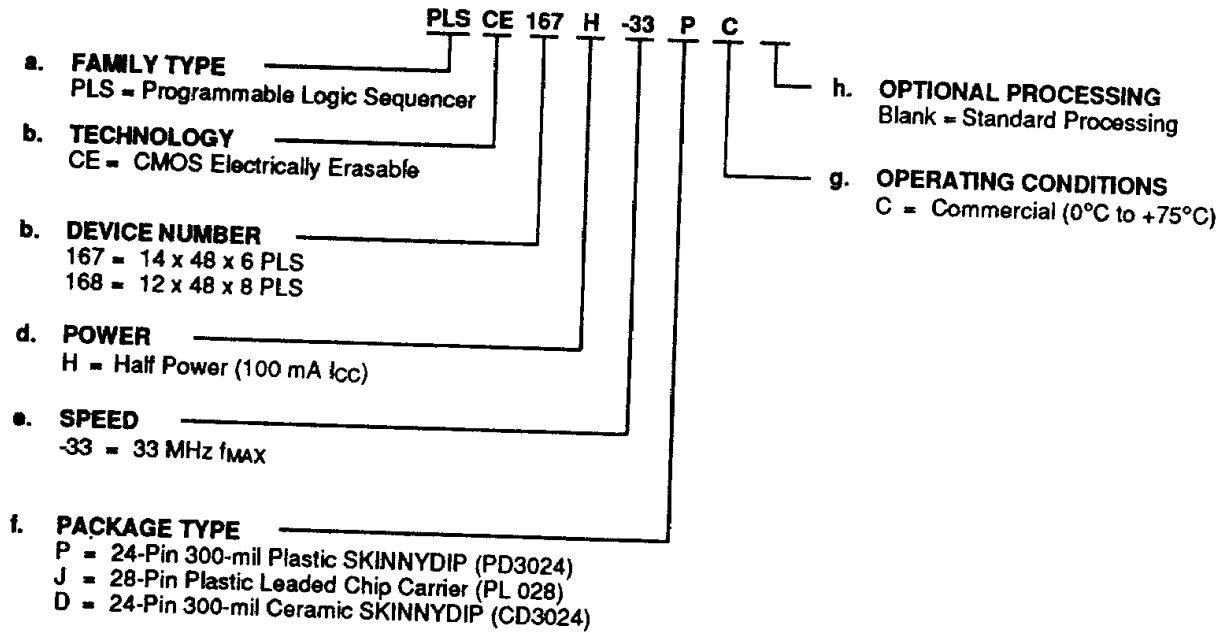 PLS CE 167 H -33 P C
a. FAMILY TYPE
PLS = Programmable Logic Sequencer
b. TECHNOLOGY
CE = CMOS Electrically Erasable
b. DEVICE NUMBER
167 = 14 x 48 x 6 PLS
168 = 12 x 48 x 8 PLS
d. POWER
H = Half Power (100 mA ICC)
e. SPEED
-33 = 33 MHz fMAX
f. PACKAGE TYPE
P = 24-Pin 300-mil Plastic SKINNYDIP (PD3024)
J = 28-Pin Plastic Leaded Chip Carrier (PL 028)
D = 24-Pin 300-mil Ceramic SKINNYDIP (CD3024)
h. OPTIONAL PROCESSING
Blank = Standard Processing
g. OPERATING CONDITIONS
C = Commercial (0°C to +75°C)